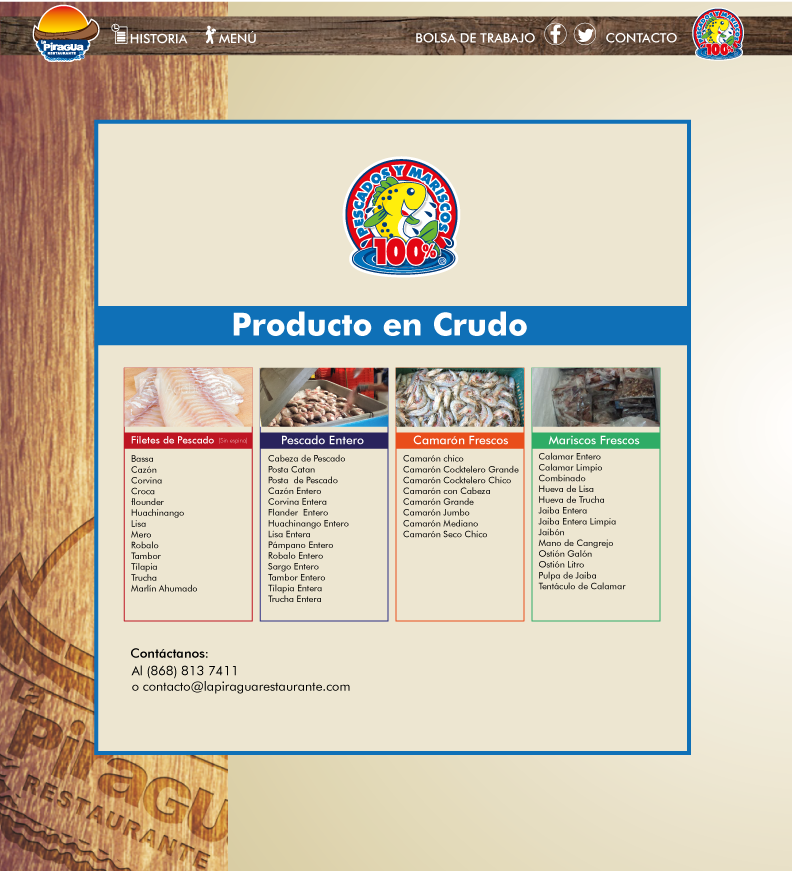 Piragua
RESTAURANTE
HISTORIA
MENÚ
BOLSA DE TRABAJO
CONTACTO
PESCADOS Y MARISCOS
100%
PESCADOS Y MARISCOS
100%
Producto en Crudo
Filetes de Pescado (Sin espina)
Bassa
Cazón
Corvina
Croca
flounder
Huachinango
Lisa
Mero
Robalo
Tambor
Tilapia
Trucha
Marlín Ahumado
Pescado Entero
Cabeza de Pescado
Posta Catan
Posta de Pescado
Cazón Entero
Corvina Entera
Flander Entero
Huachinango Entero
Lisa Entera
Pámpano Entero
Robalo Entero
Sargo Entero
Tambor Entero
Tilapia Entera
Trucha Entera
Camarón Frescos
Camarón chico
Camarón Cocktelero Grande
Camarón Cocktelero Chico
Camarón con Cabeza
Camarón Grande
Camarón Jumbo
Camarón Mediano
Camarón Seco Chico
Mariscos Frescos
Calamar Entero
Calamar Limpio
Combinado
Hueva de Lisa
Hueva de Trucha
Jaiba Entera
Jaiba Entera Limpia
Jaibón
Mano de Cangrejo
Ostión Galón
Ostión Litro
Pulpa de Jaiba
Tentáculo de Calamar
Contáctanos:
Al (868) 813 7411
o contacto@lapiraguarestaurante.com
la
Piragua
RESTAURANTE